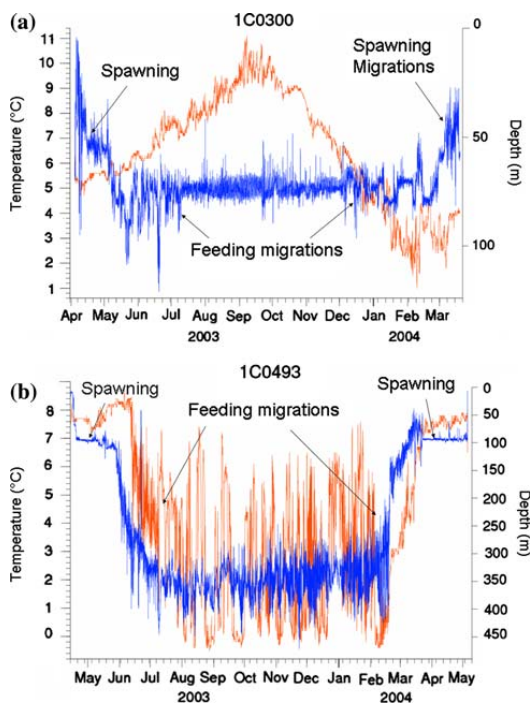 (a)
1C0300
Temperature (°C)
11
10
9
8
7
6
5
4
3
2
1
Spawning
Spawning
Migrations
Feeding migrations
0
50
100
Depth (m)
Apr May Jun Jul Aug Sep Oct Nov Dec Jan Feb Mar
2003 2004
(b)
1C0493
Temperature (°C)
8
7
6
5
4
3
2
1
0
Spawning
Feeding migrations
Spawning
0
50
100
150
200
250
300
350
400
450
Depth (m)
May Jun Jul Aug Sep Oct Nov Dec Jan Feb Mar Apr May
2003 2004